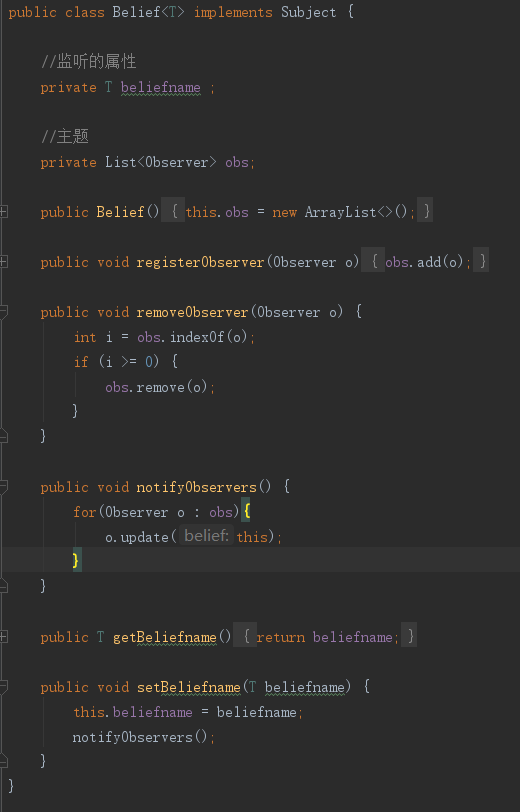 public class Belief<T> implements Subject {
//监听的属性
private T beliefname ;
//主题
private List<Observer> obs;
public Belief() { this.obs = new ArrayList<>(); }
public void registerObserver(Observer o) { obs.add(o); }
public void removeObserver(Observer o) {
int i = obs.indexOf(o);
if (i >= 0) {
obs.remove(o);
}
}
public void notifyObservers() {
for(Observer o : obs){
o.update( belief: this);
}
}
public T getBeliefname() { return beliefname; }
public void setBeliefname(T beliefname) {
this.beliefname = beliefname;
notifyObservers();
}
}